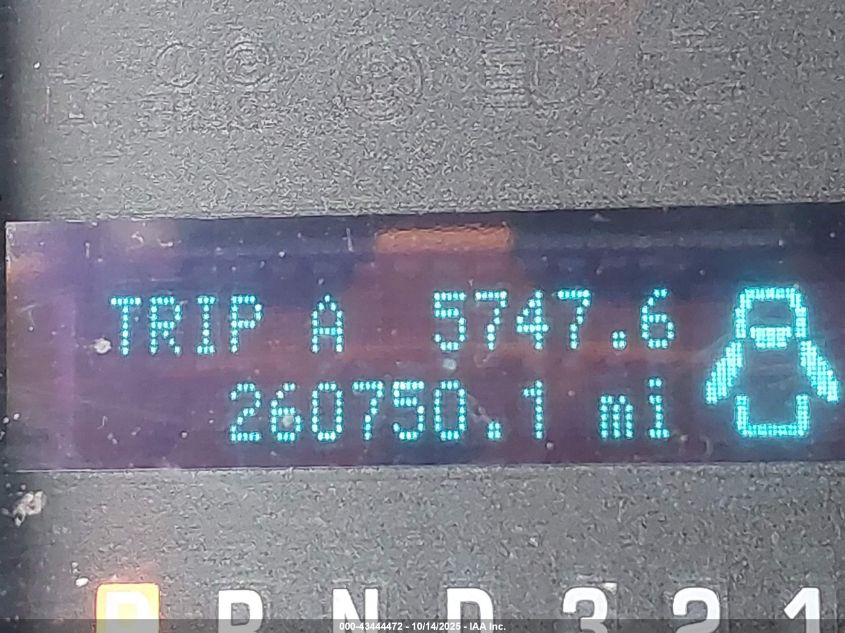 TRIP A 5747.6
260750.1 mi
P R N D 3 2 1
000-43444472 - 10/14/2025 - IAA Inc.